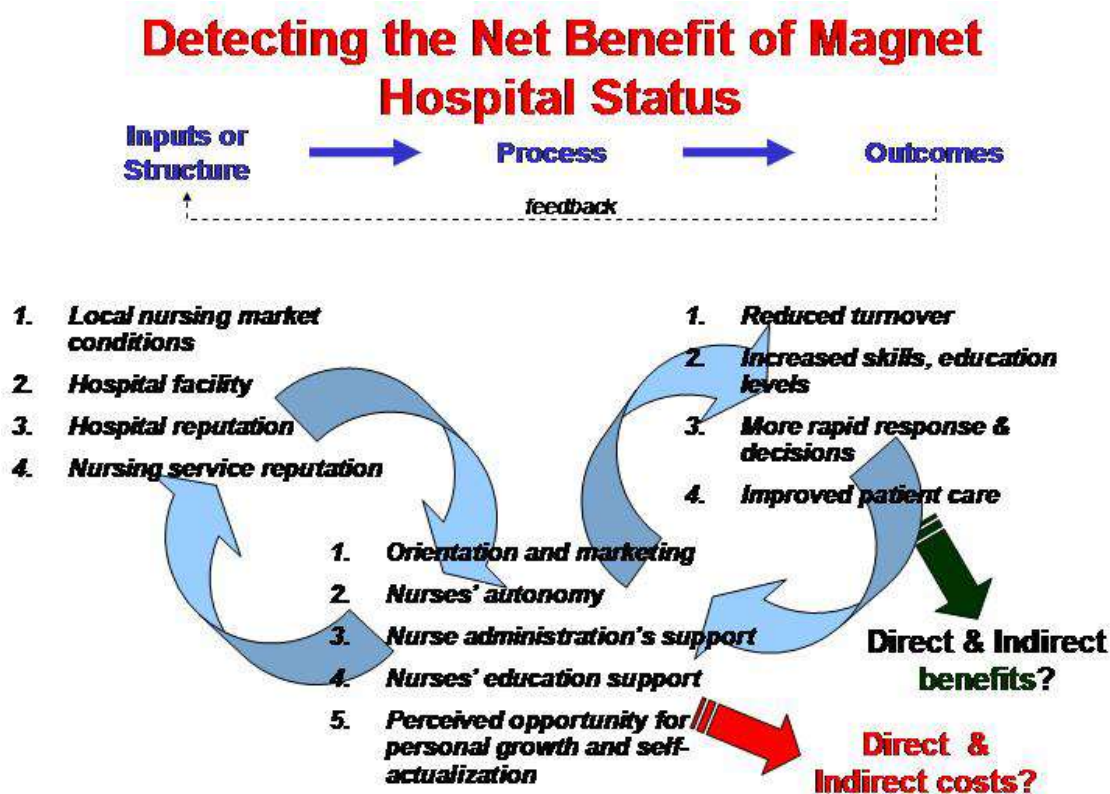 Detecting the Net Benefit of Magnet
Hospital Status
Inputs or
Structure
Process
Outcomes
feedback
1. Local nursing market
conditions
2. Hospital facility
3. Hospital reputation
4. Nursing service reputation
1. Reduced turnover
2. Increased skills, education
levels
3. More rapid response &
decisions
4. Improved patient care
1. Orientation and marketing
2. Nurses' autonomy
3. Nurse administration's support
4. Nurses' education support
5. Perceived opportunity for
personal growth and self-
actualization
Direct & Indirect
benefits?
Direct &
Indirect costs?